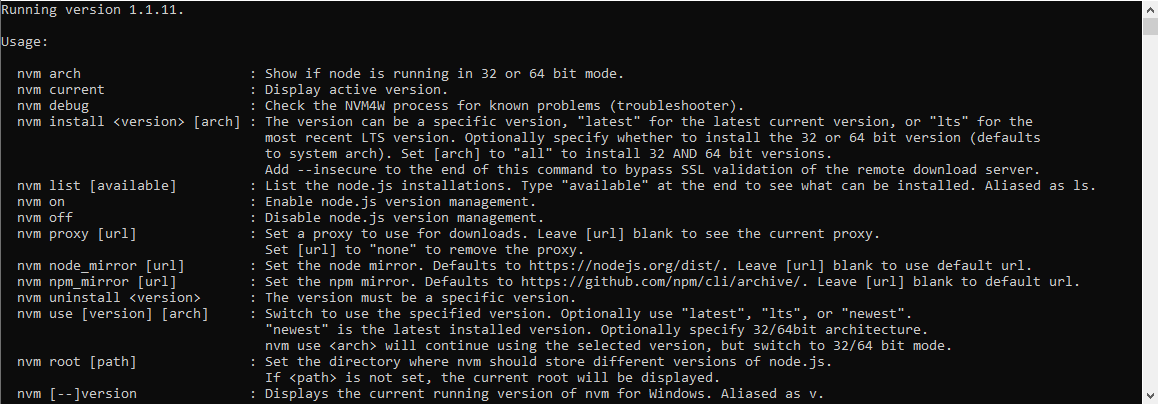 Running version 1.1.11.
Usage:
nvm arch : Show if node is running in 32 or 64 bit mode.
nvm current : Display active version.
nvm debug : Check the NVM4W process for known problems (troubleshooter).
nvm install <version> [arch] : The version can be a specific version, "latest" for the latest current version, or "lts" for the
most recent LTS version. Optionally specify whether to install the 32 or 64 bit version (defaults
to system arch). Set [arch] to "all" to install 32 AND 64 bit versions.
Add --insecure to the end of this command to bypass SSL validation of the remote download server.
nvm list [available] : List the node.js installations. Type "available" at the end to see what can be installed. Aliased as ls.
nvm on : Enable node.js version management.
nvm off : Disable node.js version management.
nvm proxy [url] : Set a proxy to use for downloads. Leave [url] blank to see the current proxy.
Set [url] to "none" to remove the proxy.
nvm node_mirror [url] : Set the node mirror. Defaults to https://nodejs.org/dist/. Leave [url] blank to use default url.
nvm npm_mirror [url] : Set the npm mirror. Defaults to https://github.com/npm/cli/archive/. Leave [url] blank to default url.
nvm uninstall <version> : The version must be a specific version.
nvm use [version] [arch] : Switch to use the specified version. Optionally use "latest", "lts", or "newest".
"newest" is the latest installed version. Optionally specify 32/64bit architecture.
nvm use <arch> will continue using the selected version, but switch to 32/64 bit mode.
nvm root [path] : Set the directory where nvm should store different versions of node.js.
If <path> is not set, the current root will be displayed.
nvm [--]version : Displays the current running version of nvm for Windows. Aliased as v.